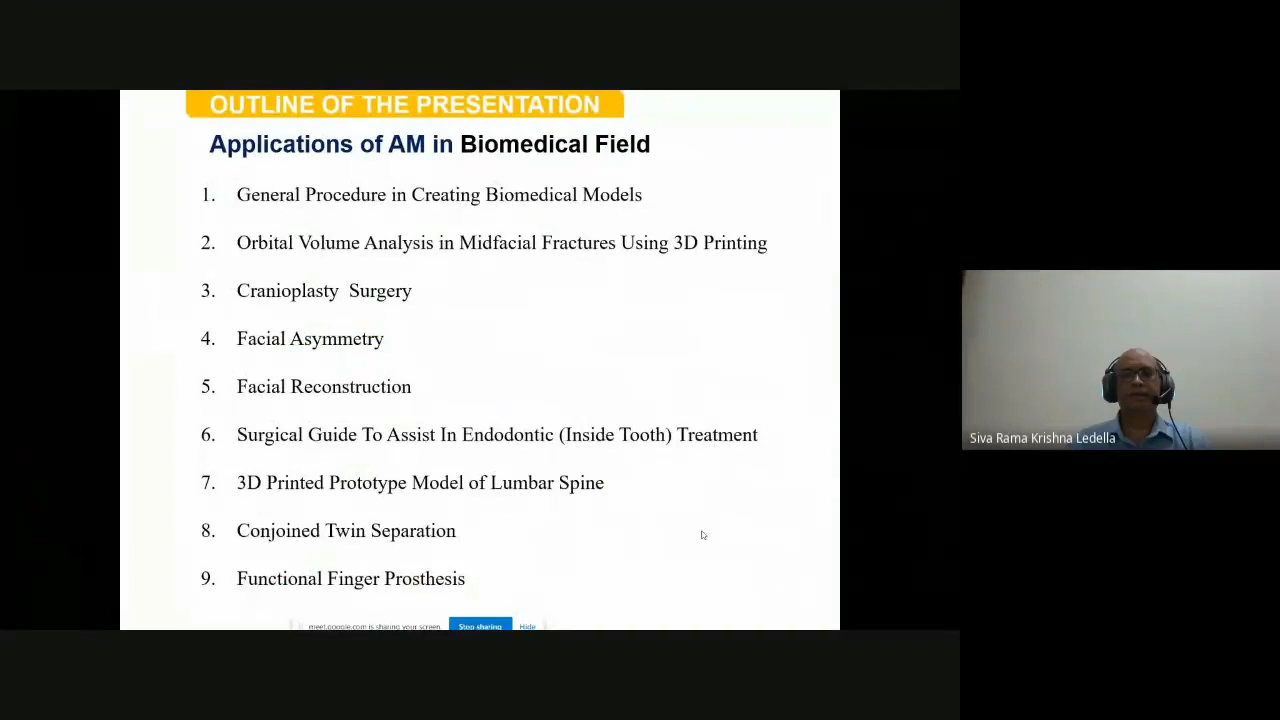 OUTLINE OF THE PRESENTATION
Applications of AM in Biomedical Field
1. General Procedure in Creating Biomedical Models
2. Orbital Volume Analysis in Midfacial Fractures Using 3D Printing
3. Cranioplasty Surgery
4. Facial Asymmetry
5. Facial Reconstruction
6. Surgical Guide To Assist In Endodontic (Inside Tooth) Treatment
7. 3D Printed Prototype Model of Lumbar Spine
8. Conjoined Twin Separation
9. Functional Finger Prosthesis
meet.google.com is sharing your screen. Stop sharing Hide
Siva Rama Krishna Ledella